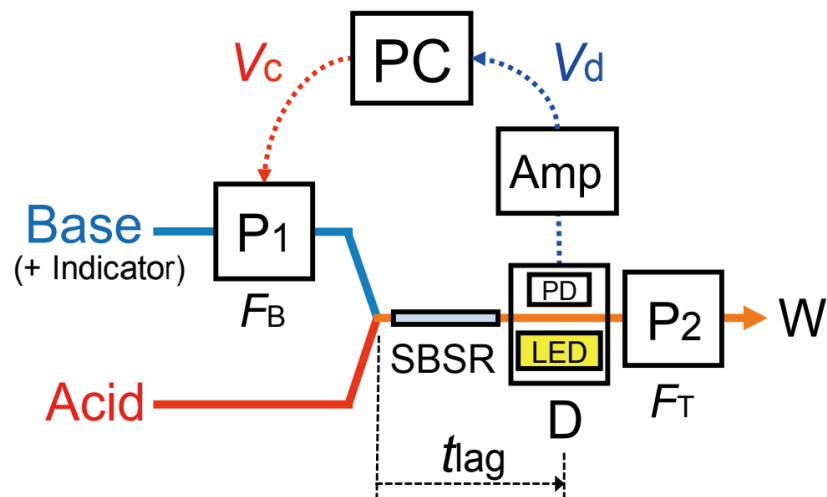 Vc
PC
Vd
Amp
Base
(+ Indicator)
P1
FB
PD
LED
P2
W
SBSR
FT
Acid
D
tlag